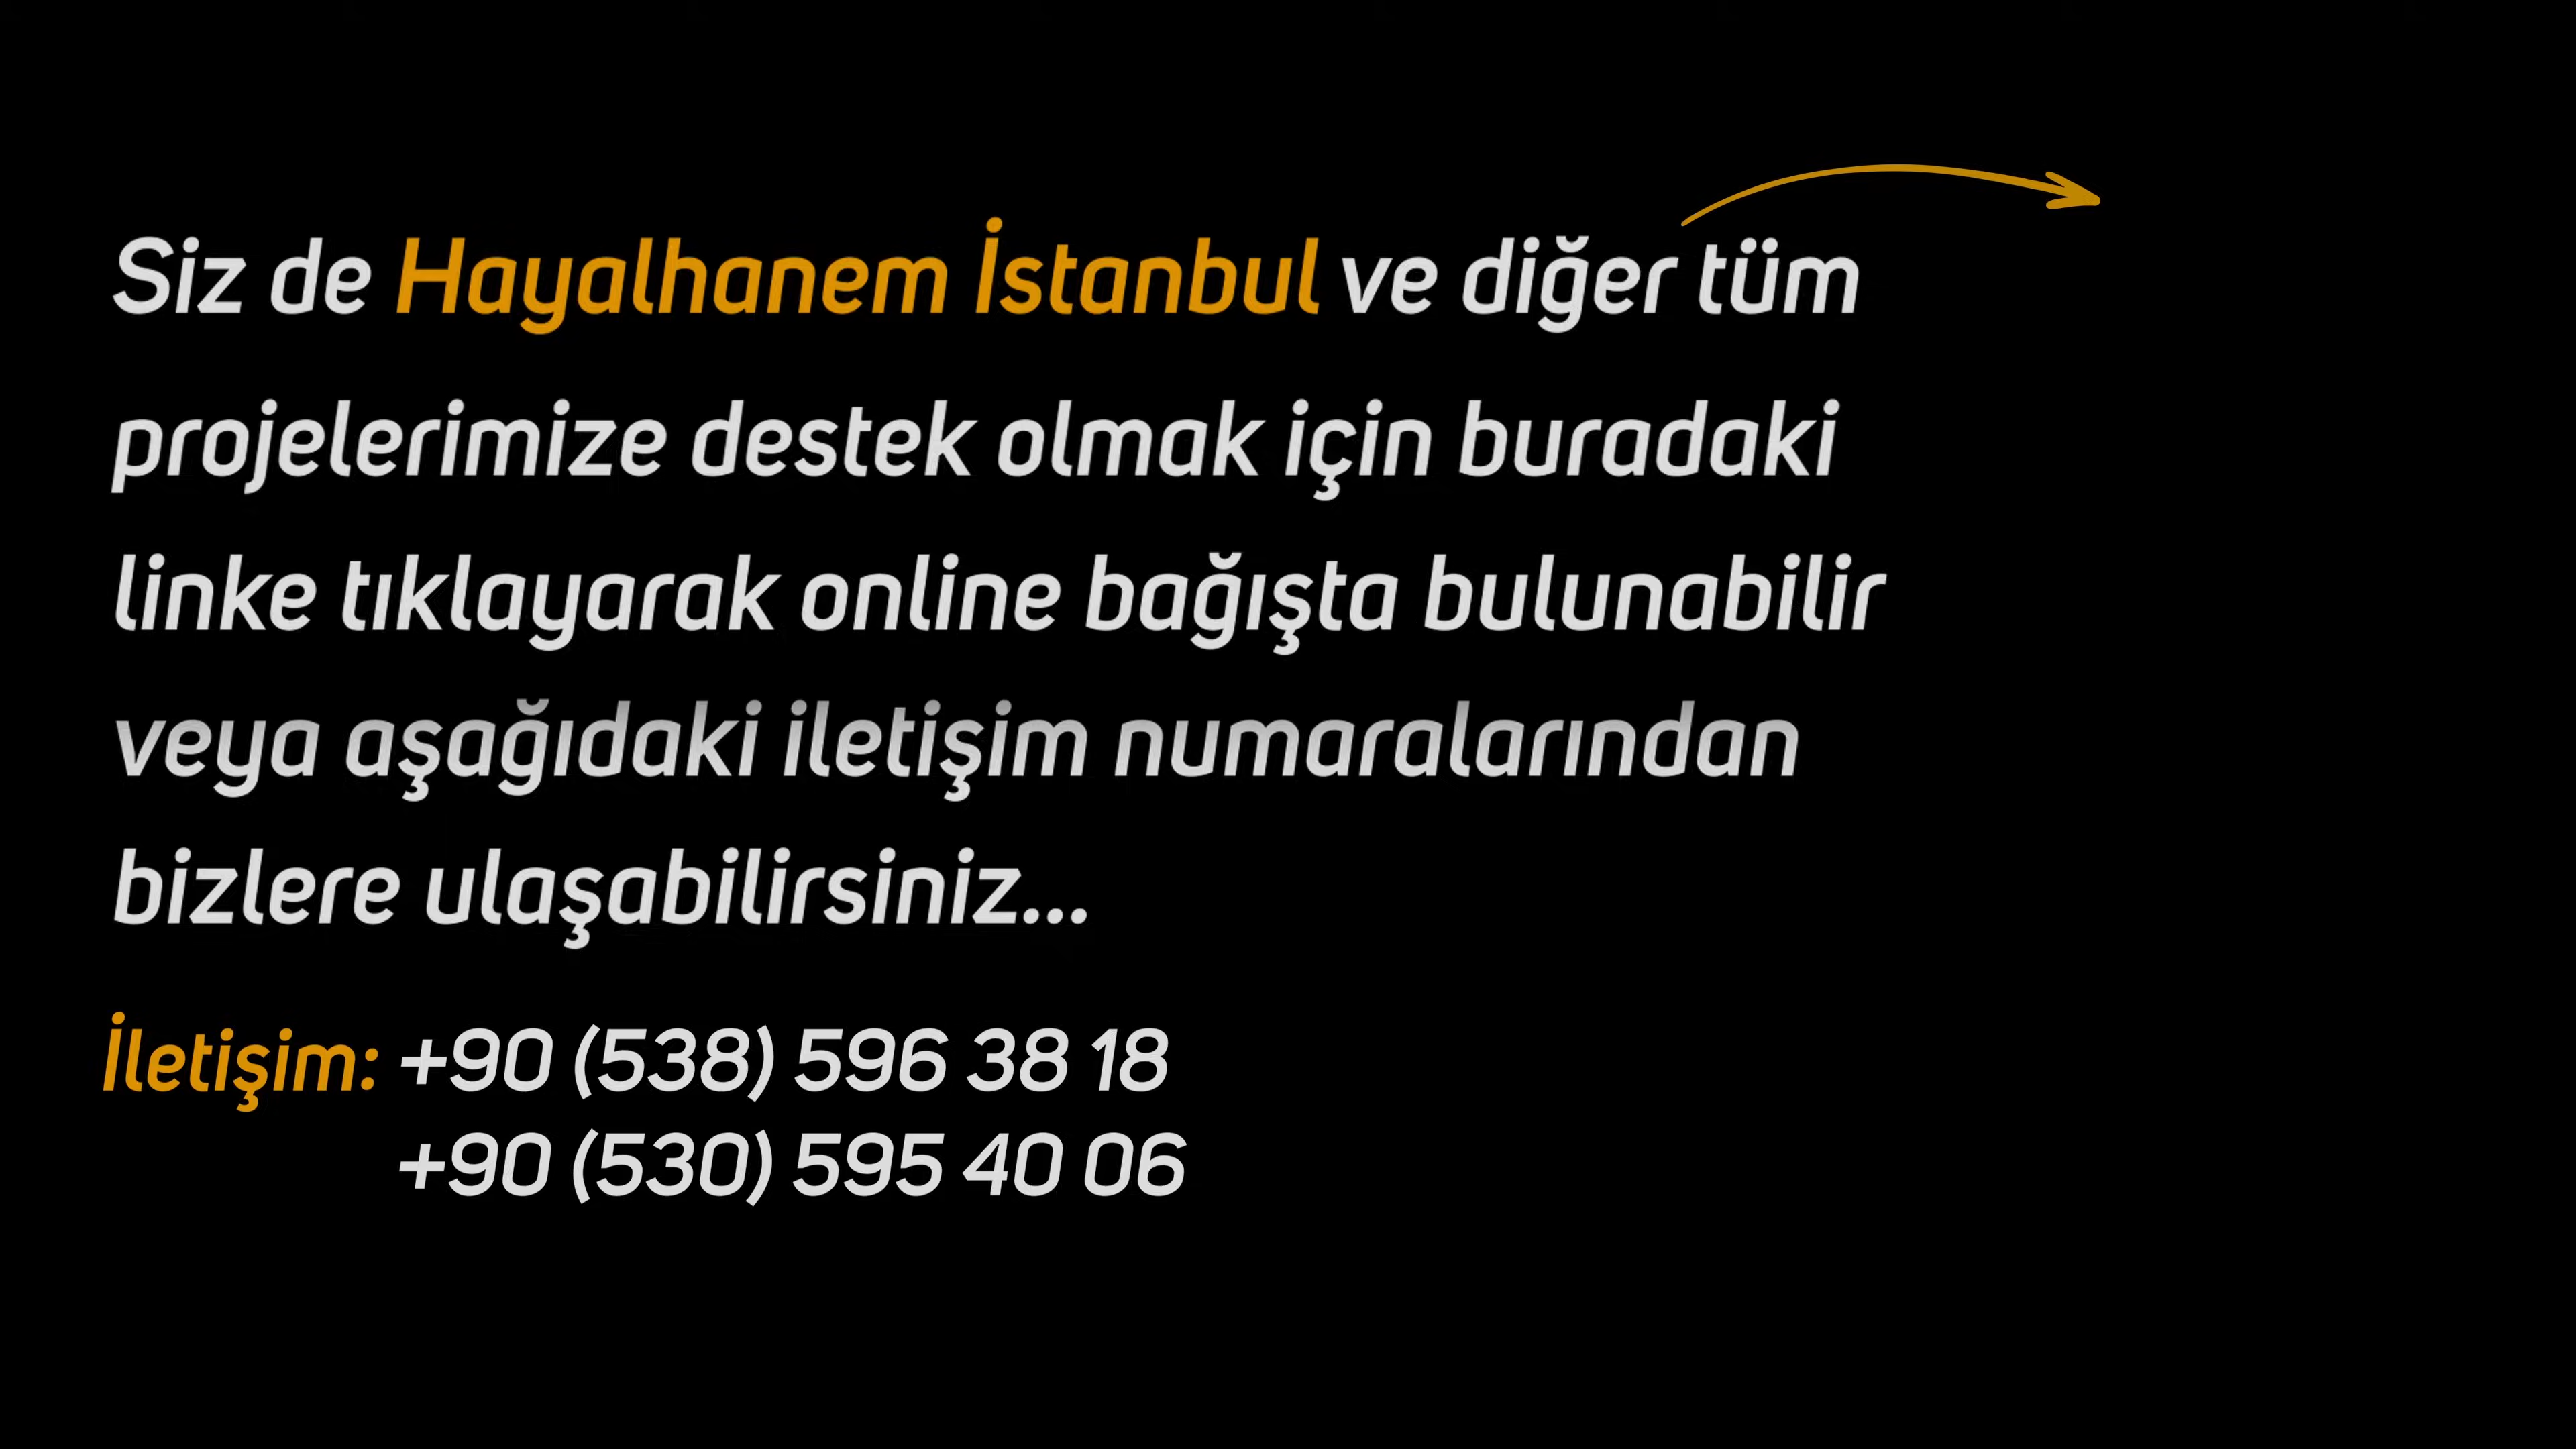 Siz de Hayalhanem İstanbul ve diğer tüm
projelerimize destek olmak için buradaki
linke tıklayarak online bağışta bulunabilir
veya aşağıdaki iletişim numaralarından
bizlere ulaşabilirsiniz...
İletişim: +90 (538) 596 38 18
+90 (530) 595 40 06